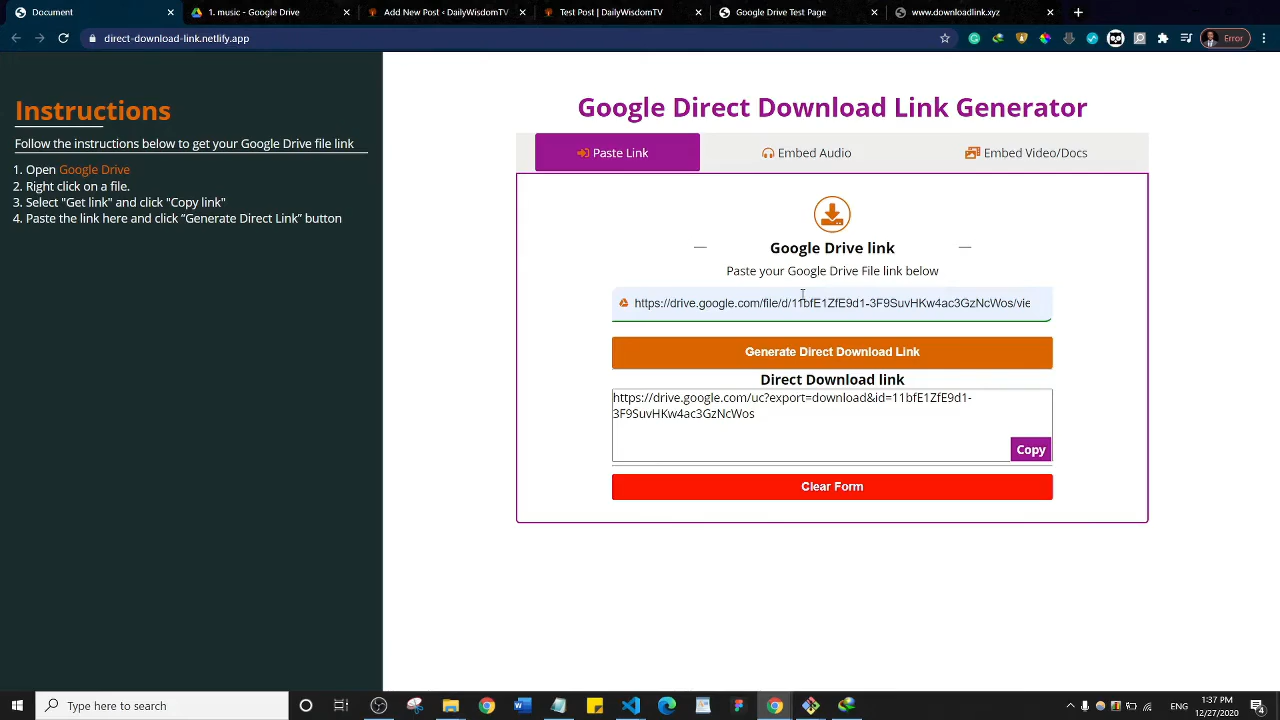 Document
1. music - Google Drive
Add New Post ‹ DailyWisdomTV
Test Post | DailyWisdomTV
Google Drive Test Page
www.downloadlink.xyz
direct-download-link.netlify.app
Error
Instructions
Follow the instructions below to get your Google Drive file link
1. Open Google Drive
2. Right click on a file.
3. Select "Get link" and click "Copy link"
4. Paste the link here and click “Generate Direct Link” button
Google Direct Download Link Generator
Paste Link
Embed Audio
Embed Video/Docs
Google Drive link
Paste your Google Drive File link below
https://drive.google.com/file/d/11bfE1ZfE9d1-3F9SuvHKw4ac3GzNcWos/vie
Generate Direct Download Link
Direct Download link
https://drive.google.com/uc?export=download&id=11bfE1ZfE9d1-
3F9SuvHKw4ac3GzNcWos
Copy
Clear Form
Type here to search
ENG
1:37 PM
12/27/2020
4